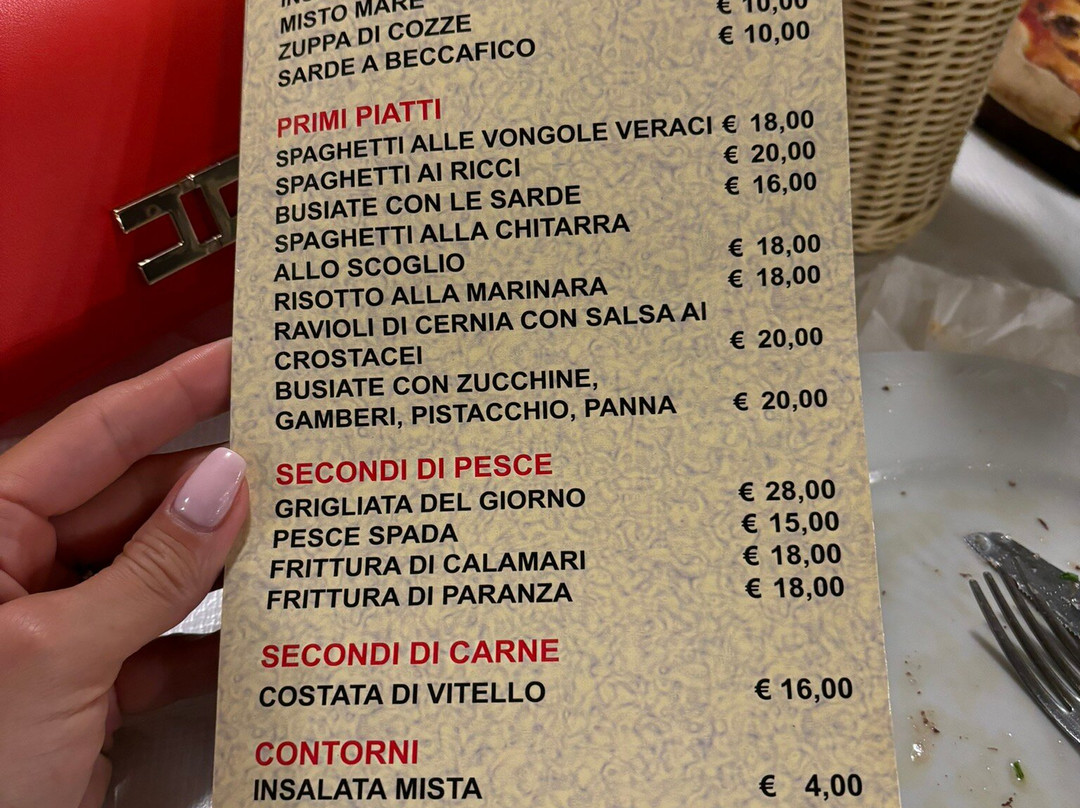 MISTO MARE
ZUPPA DI COZZE € 10,00
SARDE A BECCAFICO € 10,00
PRIMI PIATTI
SPAGHETTI ALLE VONGOLE VERACI € 18,00
SPAGHETTI AI RICCI € 20,00
BUSIATE CON LE SARDE € 16,00
SPAGHETTI ALLA CHITARRA
ALLO SCOGLIO € 18,00
RISOTTO ALLA MARINARA € 18,00
RAVIOLI DI CERNIA CON SALSA AI
CROSTACEI € 20,00
BUSIATE CON ZUCCHINE,
GAMBERI, PISTACCHIO, PANNA € 20,00
SECONDI DI PESCE
GRIGLIATA DEL GIORNO € 28,00
PESCE SPADA € 15,00
FRITTURA DI CALAMARI € 18,00
FRITTURA DI PARANZA € 18,00
SECONDI DI CARNE
COSTATA DI VITELLO € 16,00
CONTORNI
INSALATA MISTA € 4,00